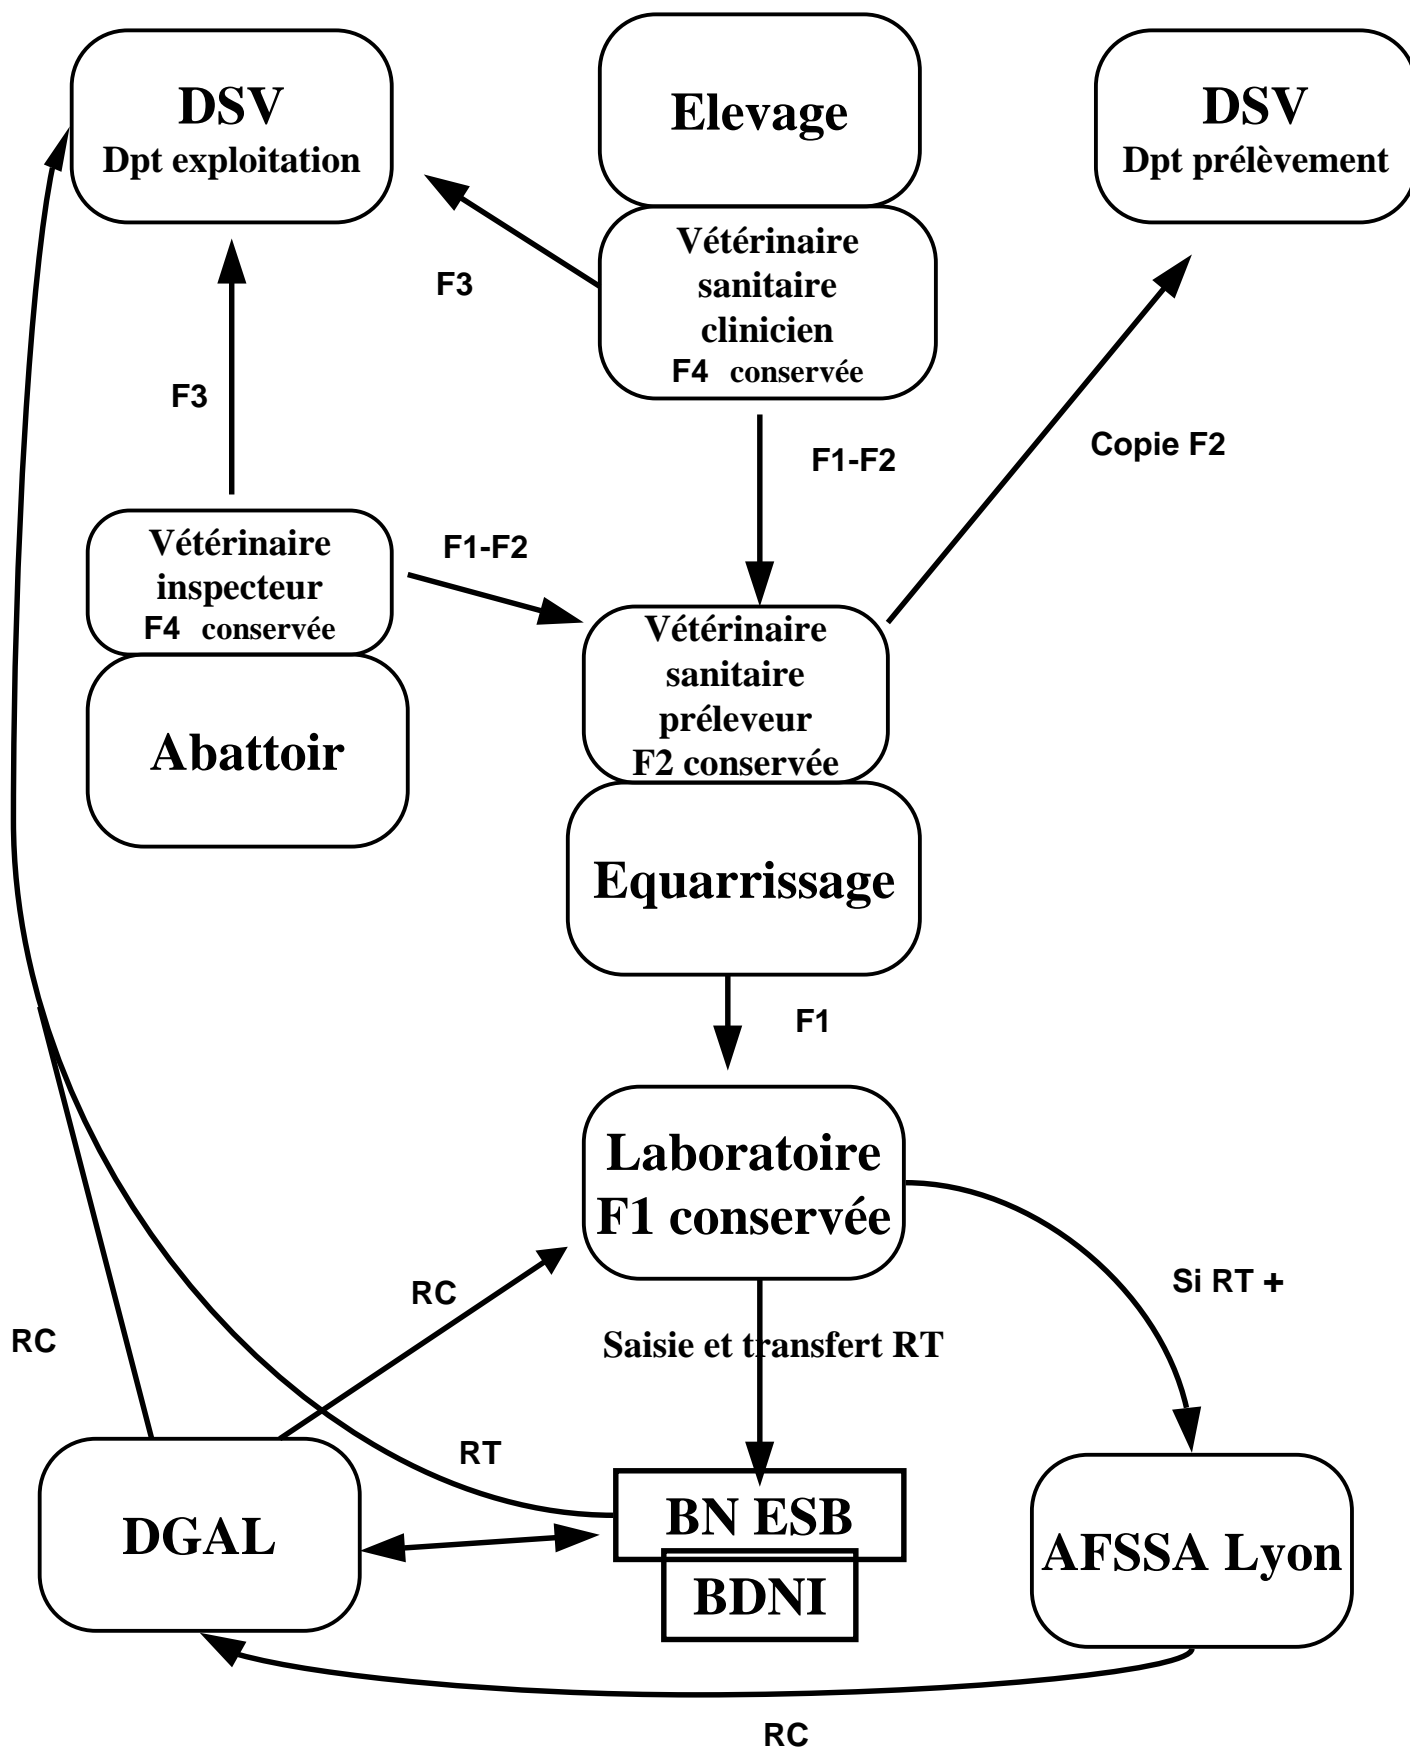 DSV
Dpt exploitation
Elevage
DSV
Dpt prélèvement
Vétérinaire
sanitaire
clinicien
F4 conservée
F3
F3
F1-F2
Copie F2
Vétérinaire
inspecteur
F4 conservée
F1-F2
Abattoir
Vétérinaire
sanitaire
préleveur
F2 conservée
Equarrissage
F1
Laboratoire
F1 conservée
RC
Si RT +
RC
Saisie et transfert RT
RT
DGAL
BN ESB
BDNI
AFSSA Lyon
RC